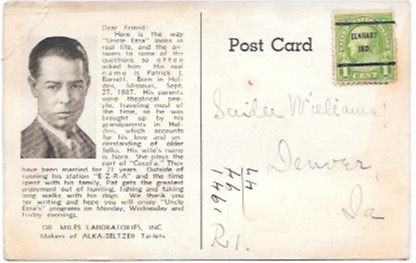 Dear Friend:
Here is the way
"Uncle Ezra" looks in
real life, and the an-
swers to some of the
questions so often
asked him. His real
name is Patrick J.
Barrett. Born in Hol-
den, Missouri, Sept.
27, 1887. His parents
were theatrical peo-
ple, traveling most of
the time, so he was
brought up by his
grandparents in Hol-
den, which accounts
for his love and un-
derstanding of older
folks. His wife's name
is Nora. She plays the
part of "Cecelia." They
have been married for 21 years. Outside of
running his station "E-Z-R-A" and the time
spent with his family, Pat gets the greatest
enjoyment out of hunting, fishing and taking
long walks with his dogs. We thank you
for writing and hope you will enjoy "Uncle
Ezra's" programs on Monday, Wednesday and
Friday evenings.
DR. MILES LABORATORIES, INC.
Makers of ALKA-SELTZER Tablets
Post Card
ELKHART
IND.
1 CENT 1
Williams
Denver,
Ia
R1.
1941